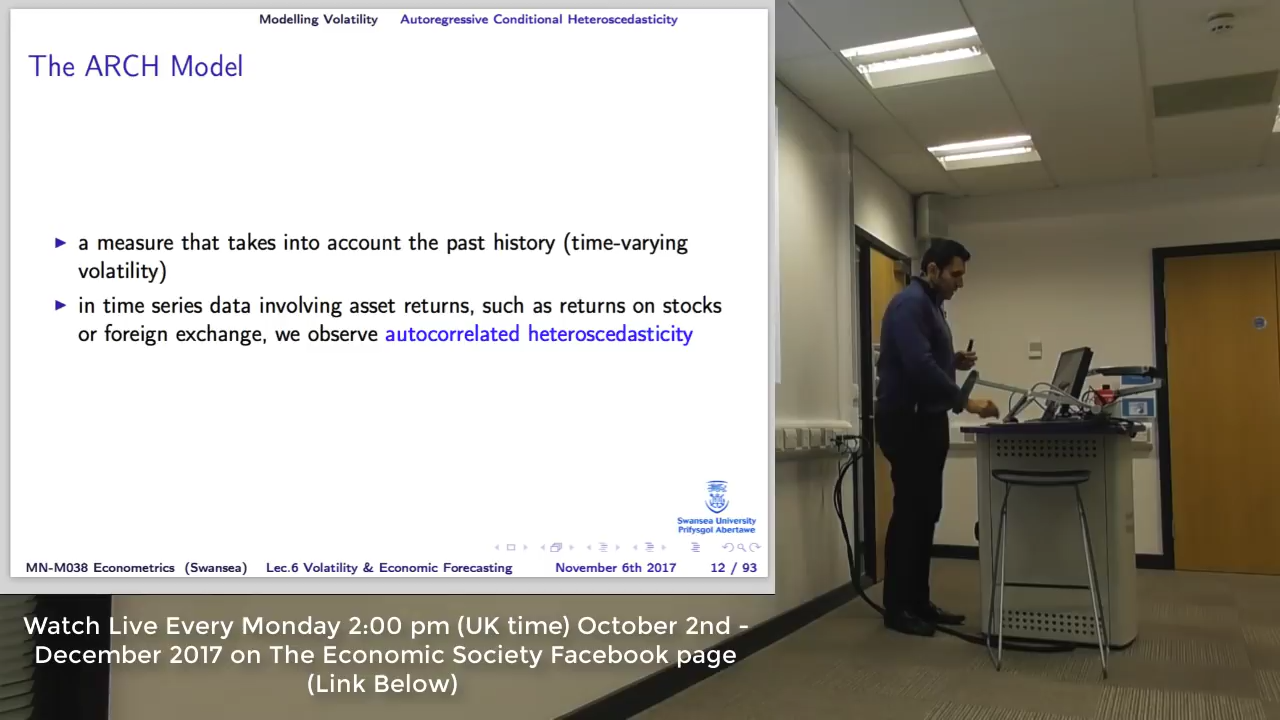 Modelling Volatility Autoregressive Conditional Heteroscedasticity
The ARCH Model
a measure that takes into account the past history (time-varying
volatility)
in time series data involving asset returns, such as returns on stocks
or foreign exchange, we observe autocorrelated heteroscedasticity
Swansea University
Prifysgol Abertawe
MN-M038 Econometrics (Swansea) Lec.6 Volatility & Economic Forecasting November 6th 2017 12 / 93
Watch Live Every Monday 2:00 pm (UK time) October 2nd -
December 2017 on The Economic Society Facebook page
(Link Below)